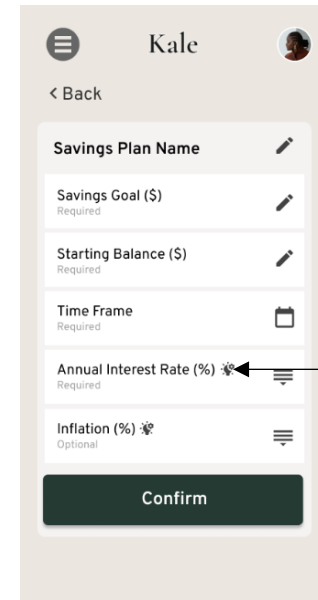 Kale
< Back
Savings Plan Name
Savings Goal ($)
Required
Starting Balance ($)
Required
Time Frame
Required
Annual Interest Rate (%)
Required
Inflation (%)
Optional
Confirm